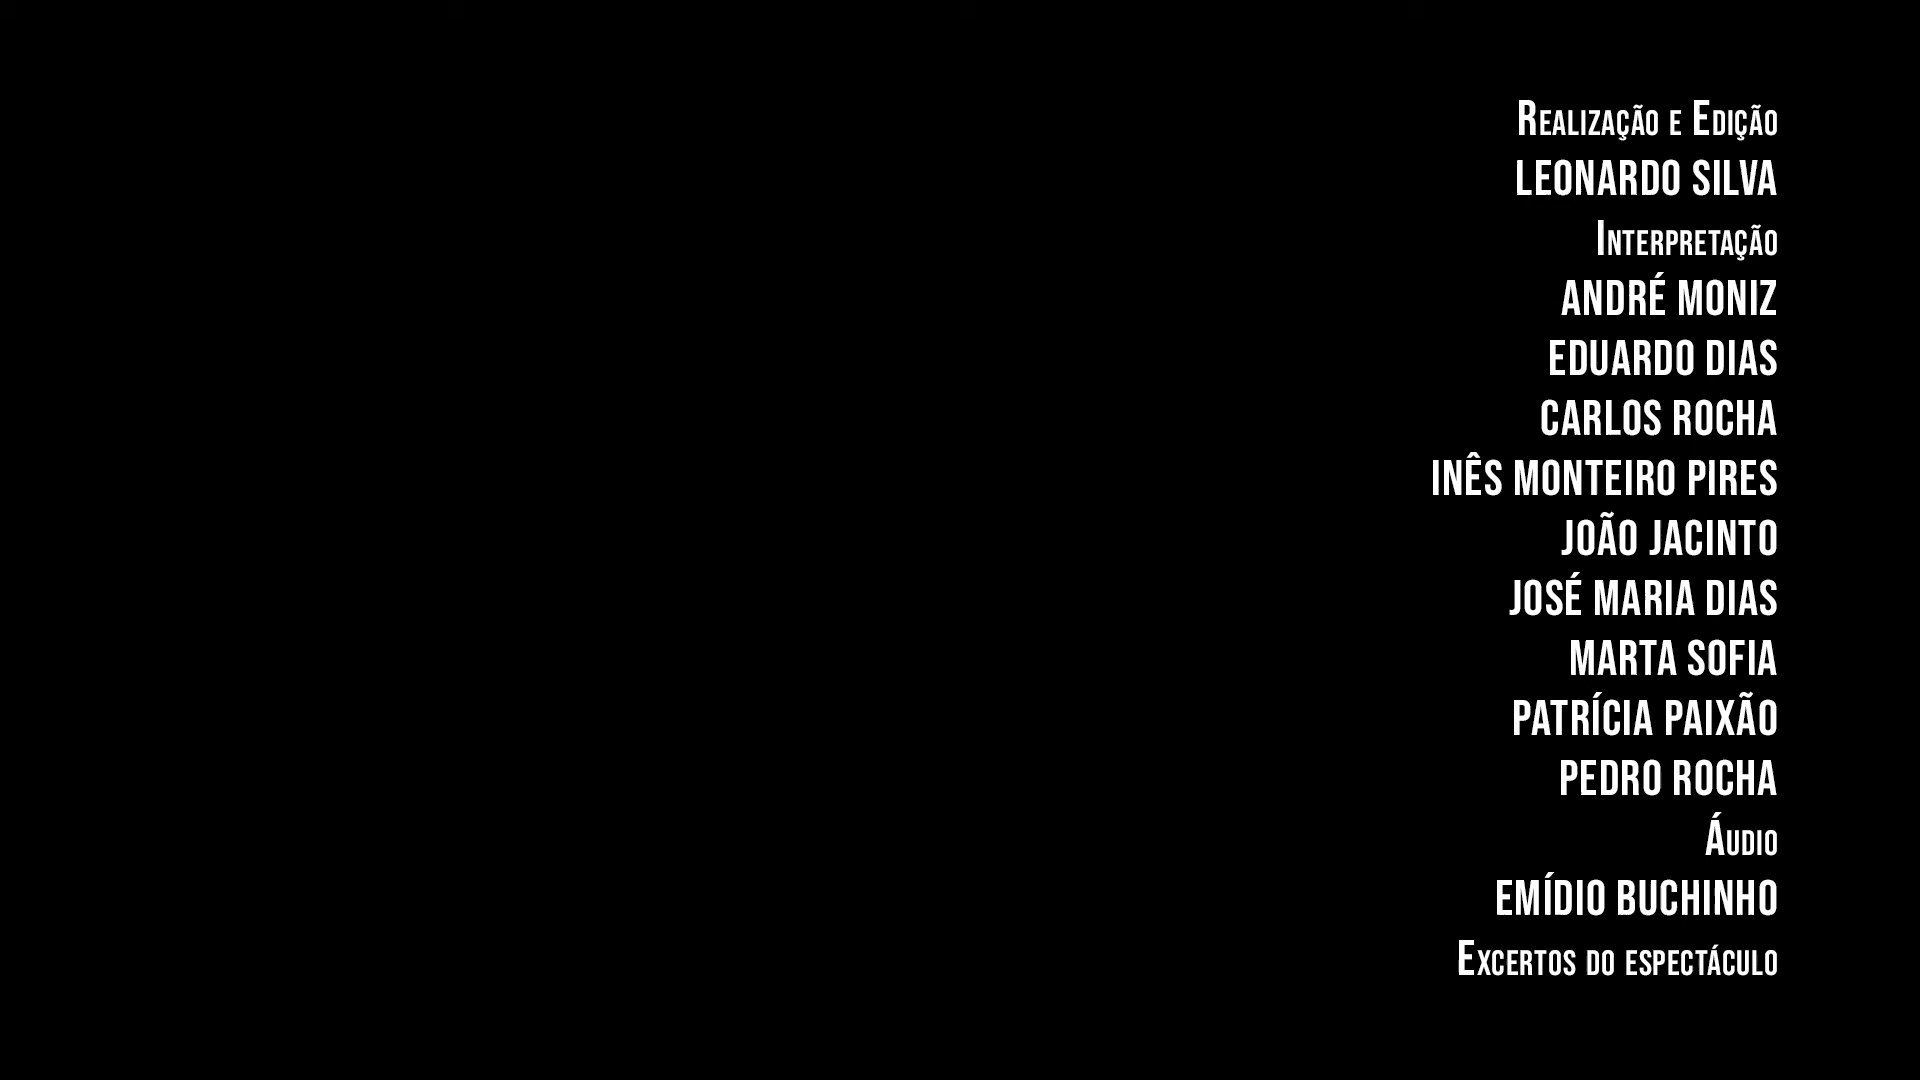 Realização e Edição
LEONARDO SILVA
Interpretação
ANDRÉ MONIZ
EDUARDO DIAS
CARLOS ROCHA
INÊS MONTEIRO PIRES
JOÃO JACINTO
JOSÉ MARIA DIAS
MARTA SOFIA
PATRÍCIA PAIXÃO
PEDRO ROCHA
Áudio
EMÍDIO BUCHINHO
Excertos do espectáculo